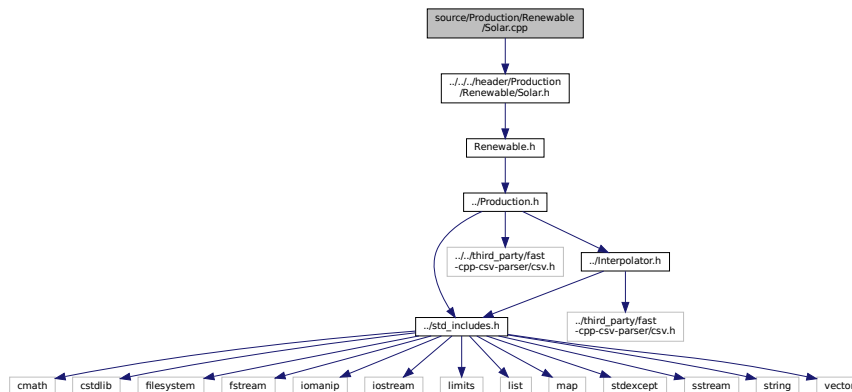 source/Production/Renewable
/Solar.cpp
../../../header/Production
/Renewable/Solar.h
Renewable.h
../Production.h
../../third_party/fast
-cpp-csv-parser/csv.h
../Interpolator.h
../third_party/fast
-cpp-csv-parser/csv.h
../std_includes.h
cmath
cstdlib
filesystem
fstream
iomanip
iostream
limits
list
map
stdexcept
sstream
string
vector